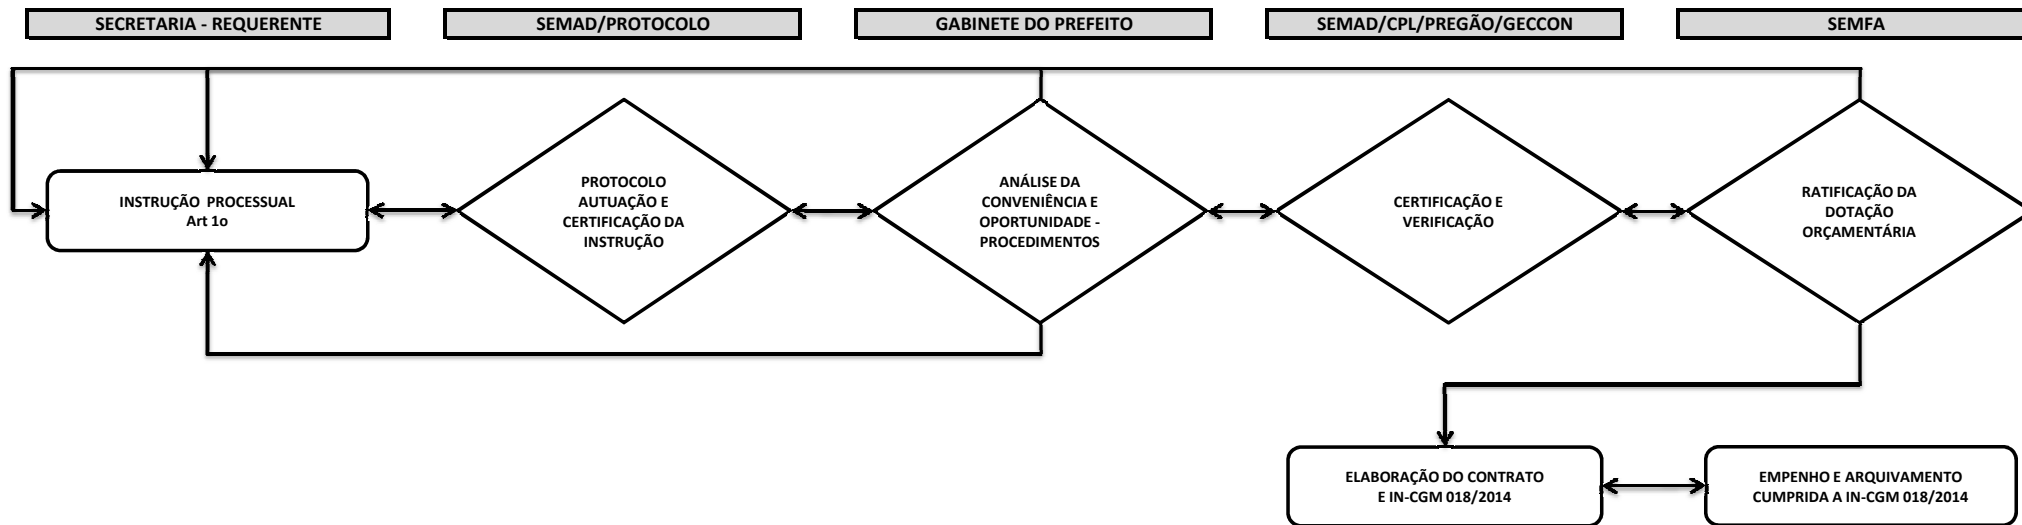 SECRETARIA - REQUERENTE
SEMAD/PROTOCOLO
GABINETE DO PREFEITO
SEMAD/CPL/PREGÃO/GECCON
SEMFA
INSTRUÇÃO PROCESSUAL
Art 1o
PROTOCOLO
AUTUAÇÃO E
CERTIFICAÇÃO DA
INSTRUÇÃO
ANÁLISE DA
CONVENIÊNCIA E
OPORTUNIDADE -
PROCEDIMENTOS
CERTIFICAÇÃO E
VERIFICAÇÃO
RATIFICAÇÃO DA
DOTAÇÃO
ORÇAMENTÁRIA
ELABORAÇÃO DO CONTRATO
E IN-CGM 018/2014
EMPENHO E ARQUIVAMENTO
CUMPRIDA A IN-CGM 018/2014